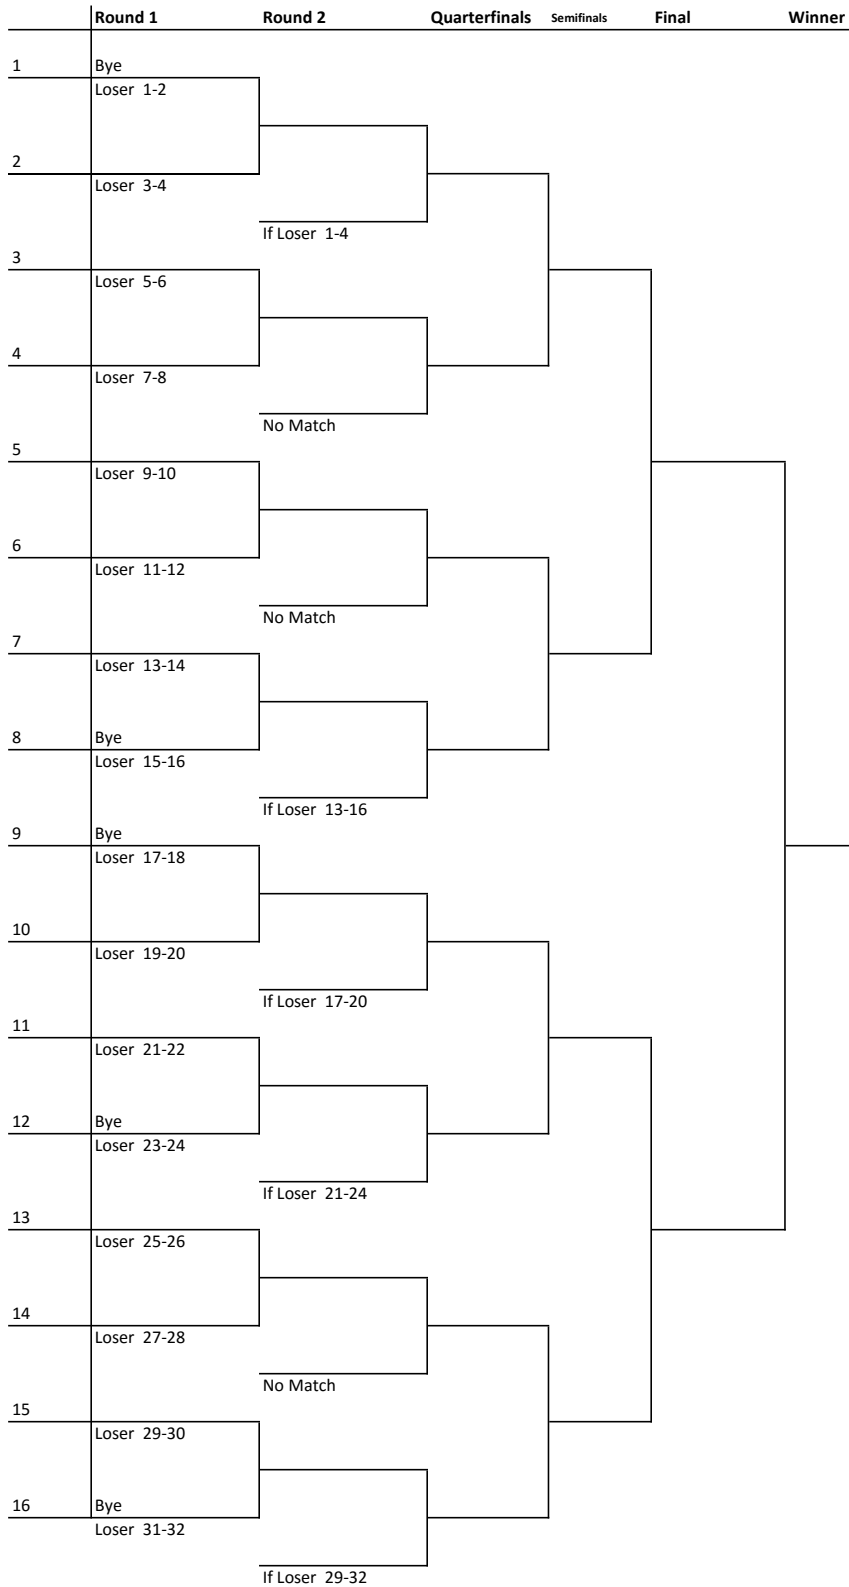 Round 1 Round 2 Quarterfinals Semifinals Final Winner
1 Bye
Loser 1-2
2
Loser 3-4
If Loser 1-4
3
Loser 5-6
4
Loser 7-8
No Match
5
Loser 9-10
6
Loser 11-12
No Match
7
Loser 13-14
8 Bye
Loser 15-16
If Loser 13-16
9 Bye
Loser 17-18
10
Loser 19-20
If Loser 17-20
11
Loser 21-22
12 Bye
Loser 23-24
If Loser 21-24
13
Loser 25-26
14
Loser 27-28
No Match
15
Loser 29-30
16 Bye
Loser 31-32
If Loser 29-32